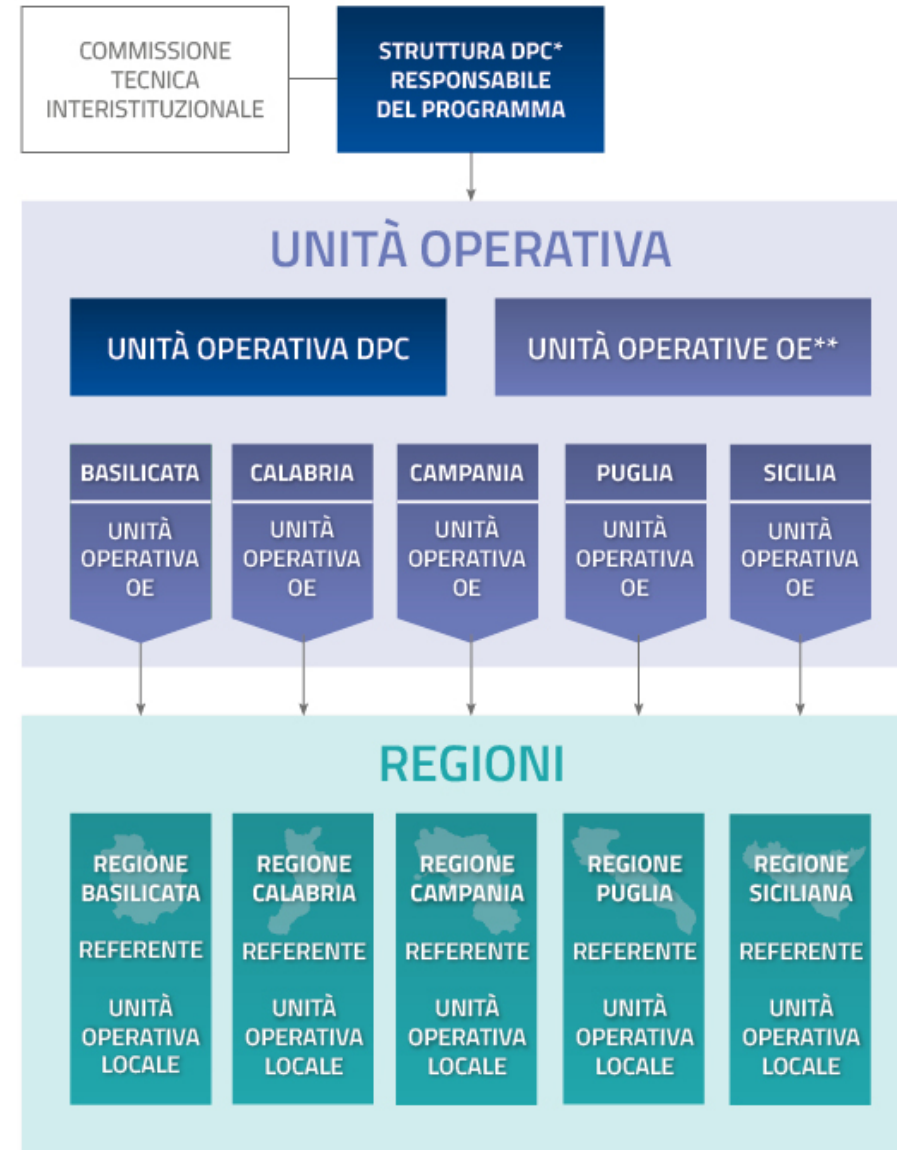 COMMISSIONE
TECNICA
INTERISTITUZIONALE
STRUTTURA DPC*
RESPONSABILE
DEL PROGRAMMA
UNITÀ OPERATIVA
UNITÀ OPERATIVA DPC
UNITÀ OPERATIVE OE**
BASILICATA
UNITÀ
OPERATIVA
OE
CALABRIA
UNITÀ
OPERATIVA
OE
CAMPANIA
UNITÀ
OPERATIVA
OE
PUGLIA
UNITÀ
OPERATIVA
OE
SICILIA
UNITÀ
OPERATIVA
OE
REGIONI
REGIONE
BASILICATA
REFERENTE
UNITÀ
OPERATIVA
LOCALE
REGIONE
CALABRIA
REFERENTE
UNITÀ
OPERATIVA
LOCALE
REGIONE
CAMPANIA
REFERENTE
UNITÀ
OPERATIVA
LOCALE
REGIONE
PUGLIA
REFERENTE
UNITÀ
OPERATIVA
LOCALE
REGIONE
SICILIANA
REFERENTE
UNITÀ
OPERATIVA
LOCALE